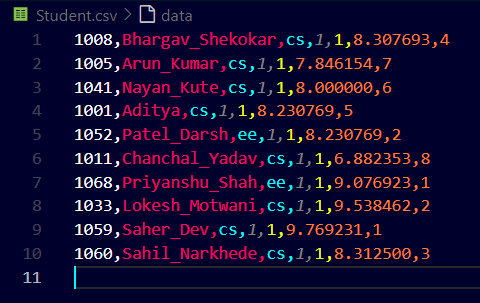 Student.csv > data
1 1008,Bhargav_Shekokar,cs,1,1,8.307693,4
2 1005,Arun_Kumar,cs,1,1,7.846154,7
3 1041,Nayan_Kute,cs,1,1,8.000000,6
4 1001,Aditya,cs,1,1,8.230769,5
5 1052,Patel_Darsh,ee,1,1,8.230769,2
6 1011,Chanchal_Yadav,cs,1,1,6.882353,8
7 1068,Priyanshu_Shah,ee,1,1,9.076923,1
8 1033,Lokesh_Motwani,cs,1,1,9.538462,2
9 1059,Saher_Dev,cs,1,1,9.769231,1
10 1060,Sahil_Narkhede,cs,1,1,8.312500,3
11